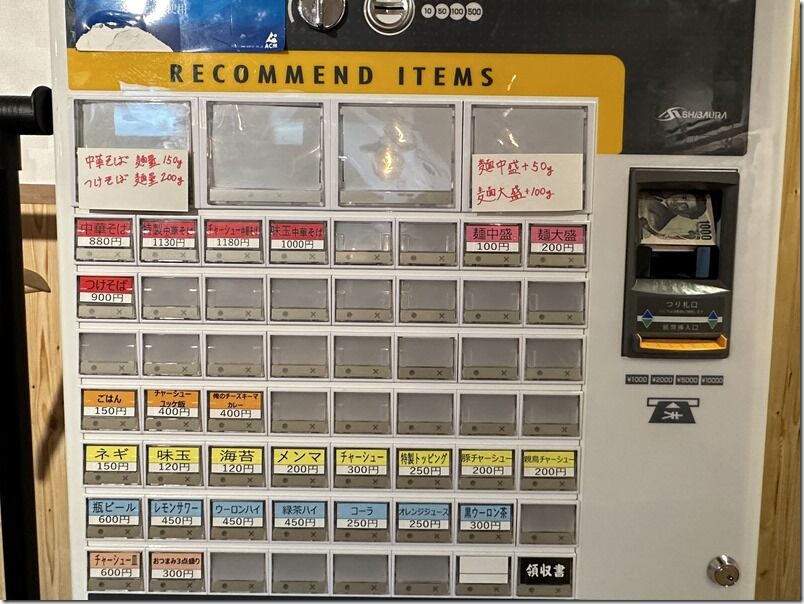 使用
ACM
10 50 100 500
RECOMMEND ITEMS
SHIBAURA
中華そば 麺量 150g
つけそば 麺量 200g
麺中盛 + 50g
麺大盛 + 100g
中華そば 880円
特製中華そば 1130円
チャーシュー中華そば 1180円
味玉中華そば 1000円
麺中盛 100円
麺大盛 200円
つけそば 900円
ごはん 150円
チャーシューユッケ飯 400円
俺のチーズキーマカレー 400円
ネギ 150円
味玉 120円
海苔 120円
メンマ 200円
チャーシュー 300円
特製トッピング 250円
豚チャーシュー 200円
親鳥チャーシュー 200円
瓶ビール 600円
レモンサワー 450円
ウーロンハイ 450円
緑茶ハイ 450円
コーラ 250円
オレンジジュース 250円
黒ウーロン茶 300円
チャーシュー皿 600円
おつまみ3点盛り 300円
領収書
1000
つり札口
紙幣挿入口
¥1000 ¥2000 ¥5000 ¥10000